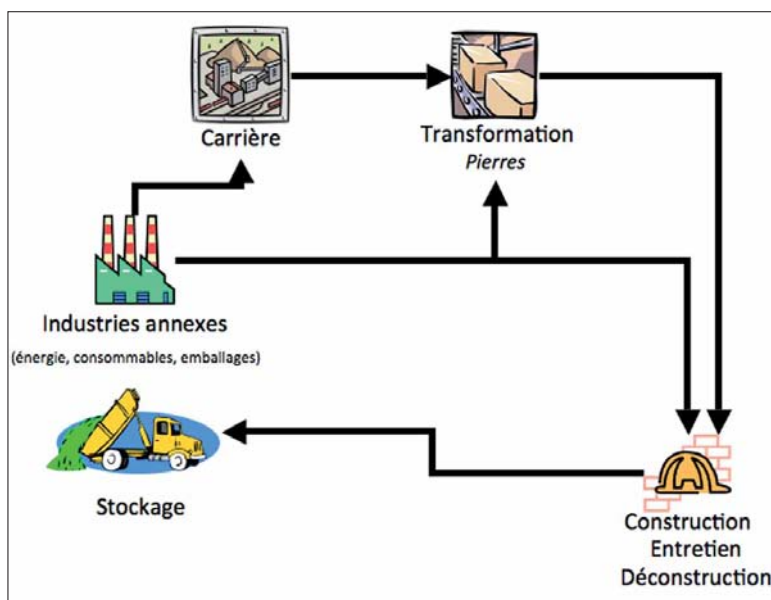 Carrière
Transformation
Pierres
Industries annexes
(énergie, consommables, emballages)
Stockage
Construction
Entretien
Déconstruction